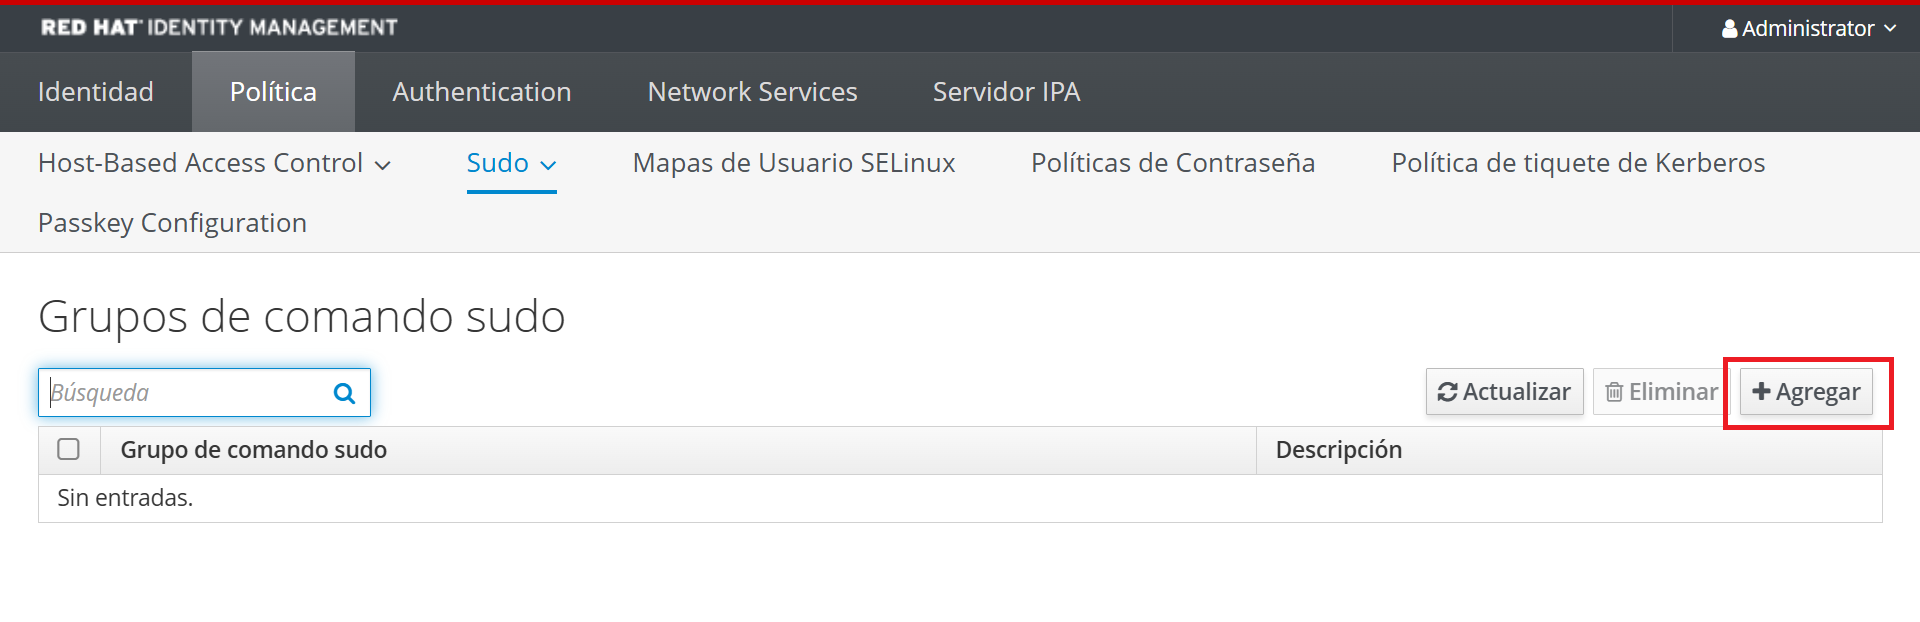 RED HAT IDENTITY MANAGEMENT
Administrator
Identidad Política Authentication Network Services Servidor IPA
Host-Based Access Control Sudo Mapas de Usuario SELinux Políticas de Contraseña Política de tiquete de Kerberos
Passkey Configuration
Grupos de comando sudo
Búsqueda
Actualizar Eliminar Agregar
Grupo de comando sudo Descripción
Sin entradas.